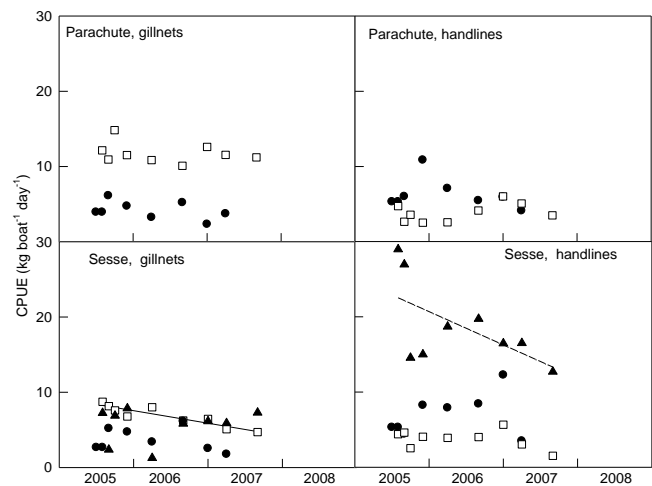 30
Parachute, gillnets
Parachute, handlines
20
10
CPUE (kg boat-1 day-1)
30
Sesse, gillnets
Sesse, handlines
20
10
0
2005 2006 2007 2008 2005 2006 2007 2008